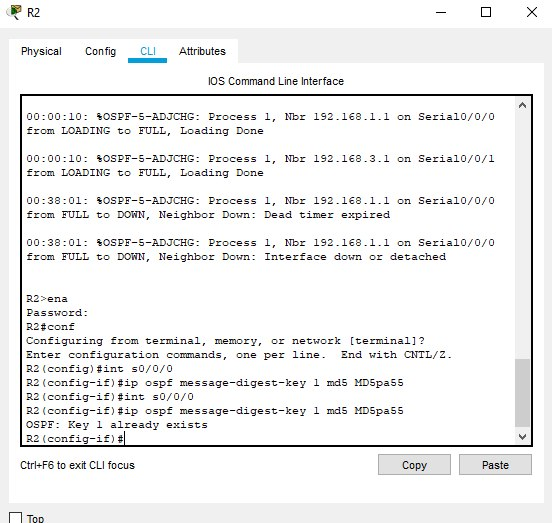 R2
Physical
Config
CLI
Attributes
IOS Command Line Interface
00:00:10: %OSPF-5-ADJCHG: Process 1, Nbr 192.168.1.1 on Serial0/0/0
from LOADING to FULL, Loading Done
00:00:10: %OSPF-5-ADJCHG: Process 1, Nbr 192.168.3.1 on Serial0/0/1
from LOADING to FULL, Loading Done
00:38:01: %OSPF-5-ADJCHG: Process 1, Nbr 192.168.1.1 on Serial0/0/0
from FULL to DOWN, Neighbor Down: Dead timer expired
00:38:01: %OSPF-5-ADJCHG: Process 1, Nbr 192.168.1.1 on Serial0/0/0
from FULL to DOWN, Neighbor Down: Interface down or detached
R2>ena
Password:
R2#conf
Configuring from terminal, memory, or network [terminal]?
Enter configuration commands, one per line.  End with CNTL/Z.
R2(config)#int s0/0/0
R2(config-if)#ip ospf message-digest-key 1 md5 MD5pa55
R2(config-if)#int s0/0/0
R2(config-if)#ip ospf message-digest-key 1 md5 MD5pa55
OSPF: Key 1 already exists
R2(config-if)#
Ctrl+F6 to exit CLI focus
Copy
Paste
Top